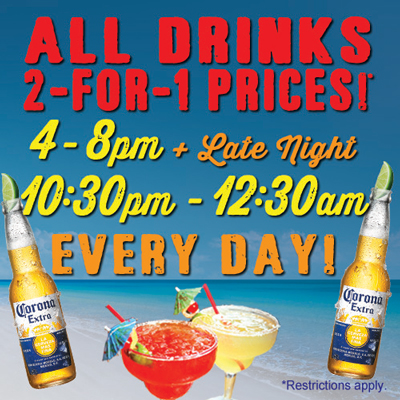 ALL DRINKS
2-FOR-1 PRICES!*
4 - 8pm + Late Night
10:30pm - 12:30am
EVERY DAY!
Corona
Extra
Corona
Extra
*Restrictions apply.